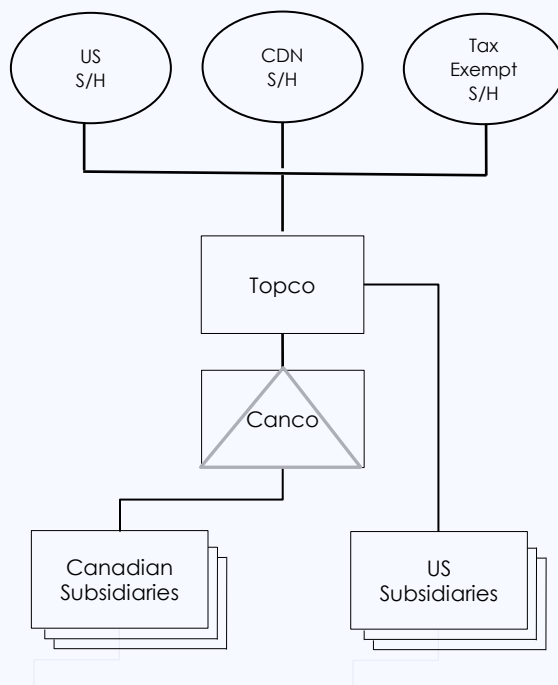 US
S/H
CDN
S/H
Tax
Exempt
S/H
Topco
Canco
Canadian
Subsidiaries
US
Subsidiaries